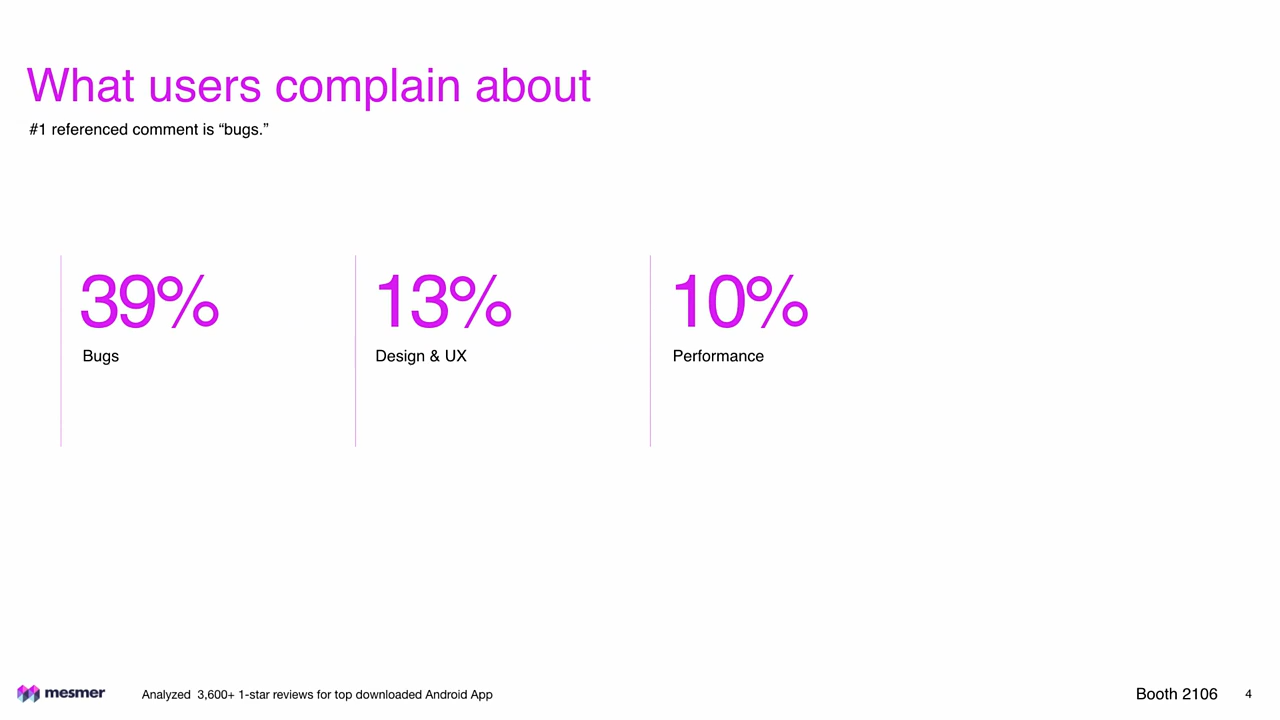 What users complain about
#1 referenced comment is “bugs.”
39%
Bugs
13%
Design & UX
10%
Performance
mesmer
Analyzed 3,600+ 1-star reviews for top downloaded Android App
Booth 2106
4